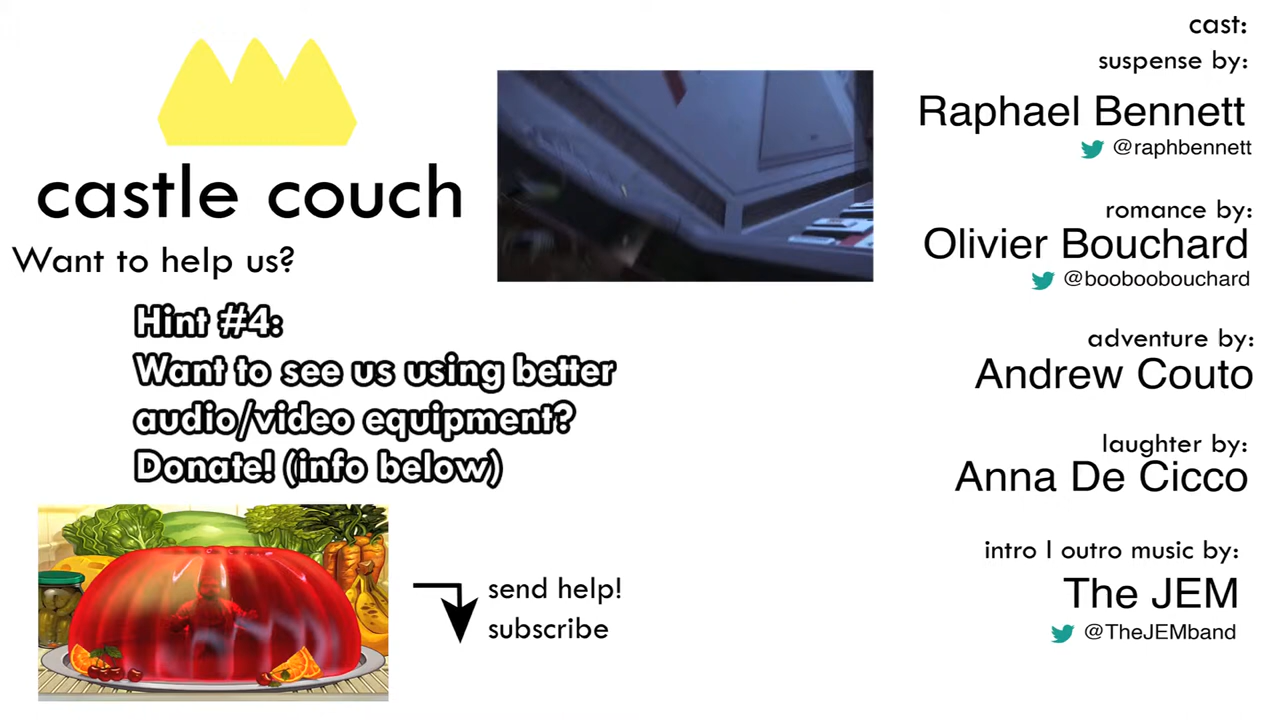 castle couch
Want to help us?
Hint #4:
Want to see us using better
audio/video equipment?
Donate! (info below)
send help!
subscribe
cast:
suspense by:
Raphael Bennett
@raphbennett
romance by:
Olivier Bouchard
@booboobouchard
adventure by:
Andrew Couto
laughter by:
Anna De Cicco
intro | outro music by:
The JEM
@TheJEMband